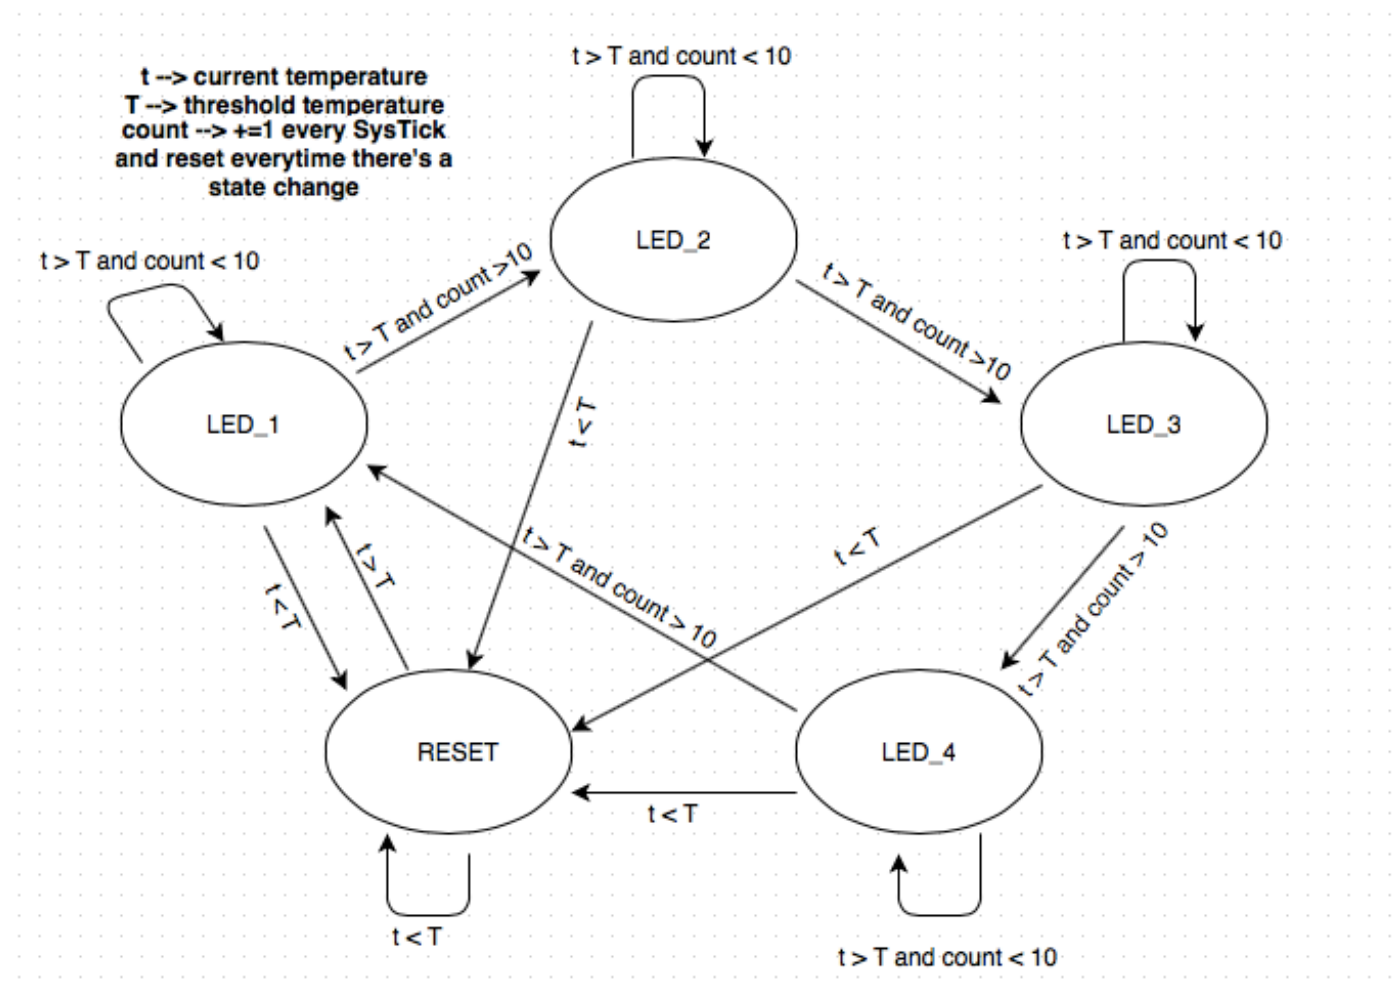 t --> current temperature
T --> threshold temperature
count --> +=1 every SysTick
and reset everytime there's a
state change
t > T and count < 10
LED_2
t > T and count < 10
t > T and count < 10
t > T and count >10
t > T and count >10
LED_1
LED_3
t < T
t < T
t > T
t < T
t > T and count > 10
t > T and count > 10
RESET
LED_4
t < T
t < T
t > T and count < 10